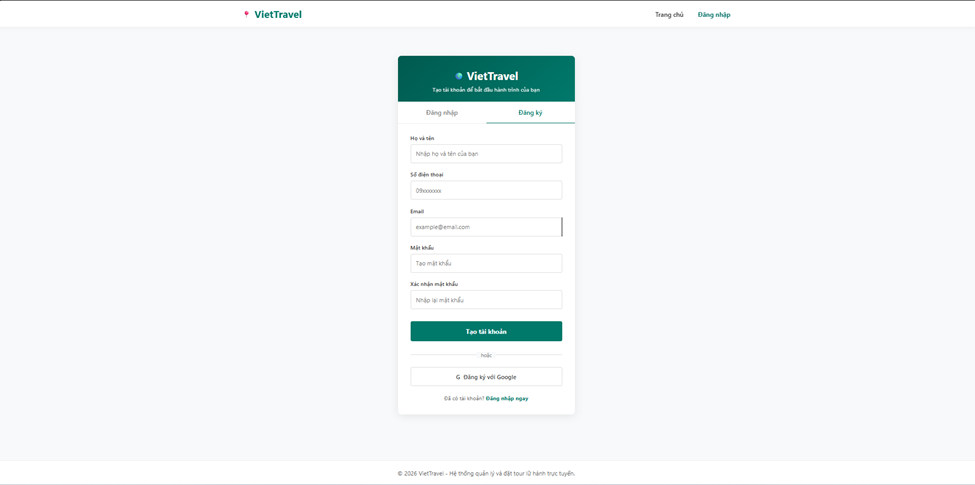 VietTravel
Trang chủ
Đăng nhập
VietTravel
Tạo tài khoản để bắt đầu hành trình của bạn
Đăng nhập
Đăng ký
Họ và tên
Nhập họ và tên của bạn
Số điện thoại
09xxxxxxx
Email
example@email.com
Mật khẩu
Tạo mật khẩu
Xác nhận mật khẩu
Nhập lại mật khẩu
Tạo tài khoản
hoặc
G Đăng ký với Google
Đã có tài khoản? Đăng nhập ngay
© 2026 VietTravel - Hệ thống quản lý và đặt tour lữ hành trực tuyến.